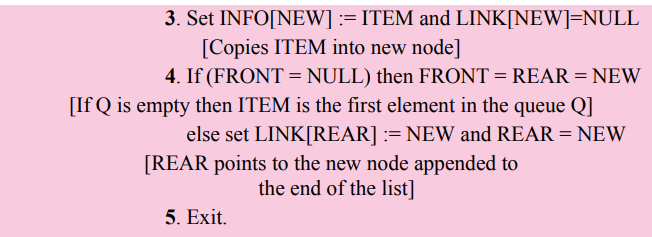 3. Set INFO[NEW] := ITEM and LINK[NEW]=NULL
[Copies ITEM into new node]
4. If (FRONT = NULL) then FRONT = REAR = NEW
[If Q is empty then ITEM is the first element in the queue Q]
else set LINK[REAR] := NEW and REAR = NEW
[REAR points to the new node appended to
the end of the list]
5. Exit.